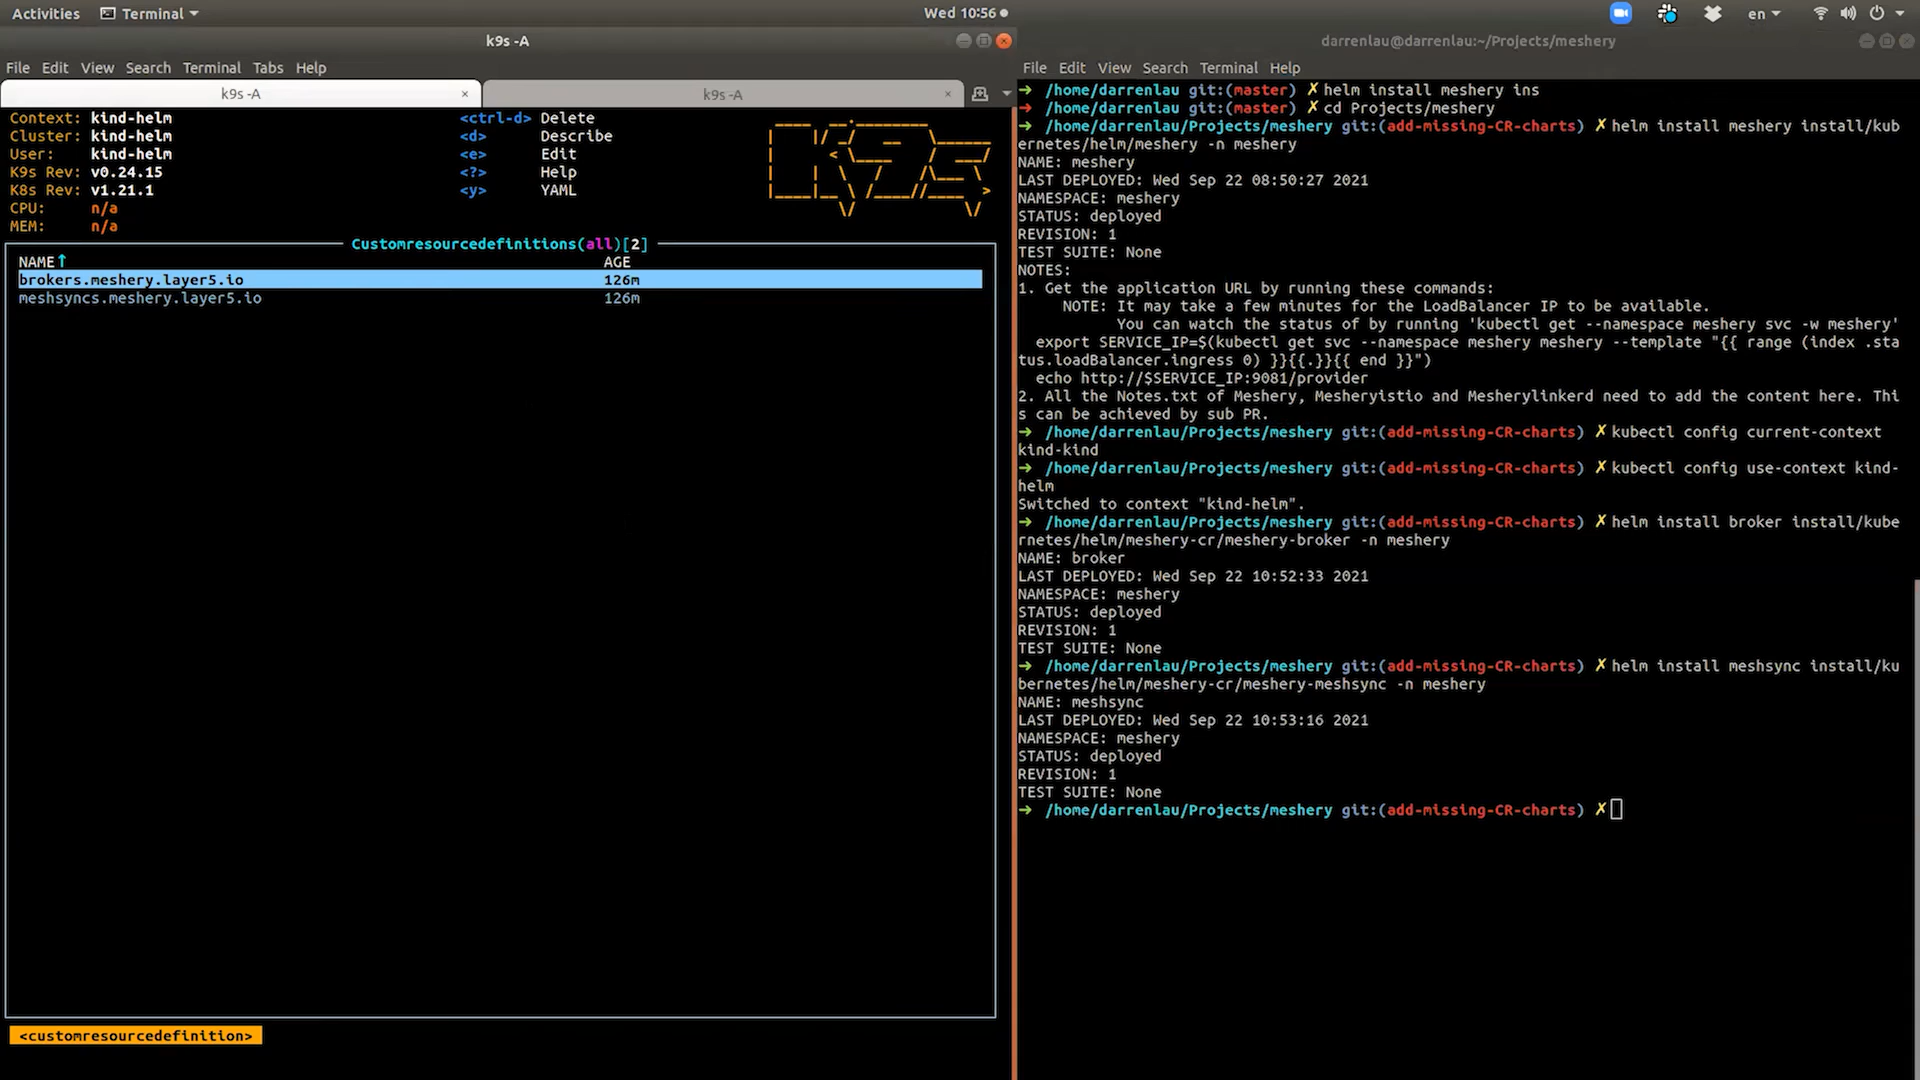 Activities Terminal Wed 10:56 en
k9s -A
File Edit View Search Terminal Tabs Help
k9s -A × k9s -A ×
Context: kind-helm <ctrl-d> Delete
Cluster: kind-helm <d> Describe
User: kind-helm <e> Edit
K9s Rev: v0.24.15 <?> Help
K8s Rev: v1.21.1 <y> YAML
CPU: n/a
MEM: n/a
Customresourcedefinitions(all)[2]
NAME↑ AGE
brokers.meshery.layer5.io 126m
meshsyncs.meshery.layer5.io 126m
<customresourcedefinition>
darrenlau@darrenlau:~/Projects/meshery
File Edit View Search Terminal Help
➜ /home/darrenlau git:(master) ✗ helm install meshery ins
➜ /home/darrenlau git:(master) ✗ cd Projects/meshery
➜ /home/darrenlau/Projects/meshery git:(add-missing-CR-charts) ✗ helm install meshery install/kub
ernetes/helm/meshery -n meshery
NAME: meshery
LAST DEPLOYED: Wed Sep 22 08:50:27 2021
NAMESPACE: meshery
STATUS: deployed
REVISION: 1
TEST SUITE: None
NOTES:
1. Get the application URL by running these commands:
NOTE: It may take a few minutes for the LoadBalancer IP to be available.
You can watch the status of by running 'kubectl get --namespace meshery svc -w meshery'
export SERVICE_IP=$(kubectl get svc --namespace meshery meshery --template "{{ range (index .sta
tus.loadBalancer.ingress 0) }}{{.}}{{ end }}")
echo http://$SERVICE_IP:9081/provider
2. All the Notes.txt of Meshery, Mesheryistio and Mesherylinkerd need to add the content here. Thi
s can be achieved by sub PR.
➜ /home/darrenlau/Projects/meshery git:(add-missing-CR-charts) ✗ kubectl config current-context
kind-kind
➜ /home/darrenlau/Projects/meshery git:(add-missing-CR-charts) ✗ kubectl config use-context kind-
helm
Switched to context "kind-helm".
➜ /home/darrenlau/Projects/meshery git:(add-missing-CR-charts) ✗ helm install broker install/kube
rnetes/helm/meshery-cr/meshery-broker -n meshery
NAME: broker
LAST DEPLOYED: Wed Sep 22 10:52:33 2021
NAMESPACE: meshery
STATUS: deployed
REVISION: 1
TEST SUITE: None
➜ /home/darrenlau/Projects/meshery git:(add-missing-CR-charts) ✗ helm install meshsync install/ku
bernetes/helm/meshery-cr/meshery-meshsync -n meshery
NAME: meshsync
LAST DEPLOYED: Wed Sep 22 10:53:16 2021
NAMESPACE: meshery
STATUS: deployed
REVISION: 1
TEST SUITE: None
➜ /home/darrenlau/Projects/meshery git:(add-missing-CR-charts) ✗